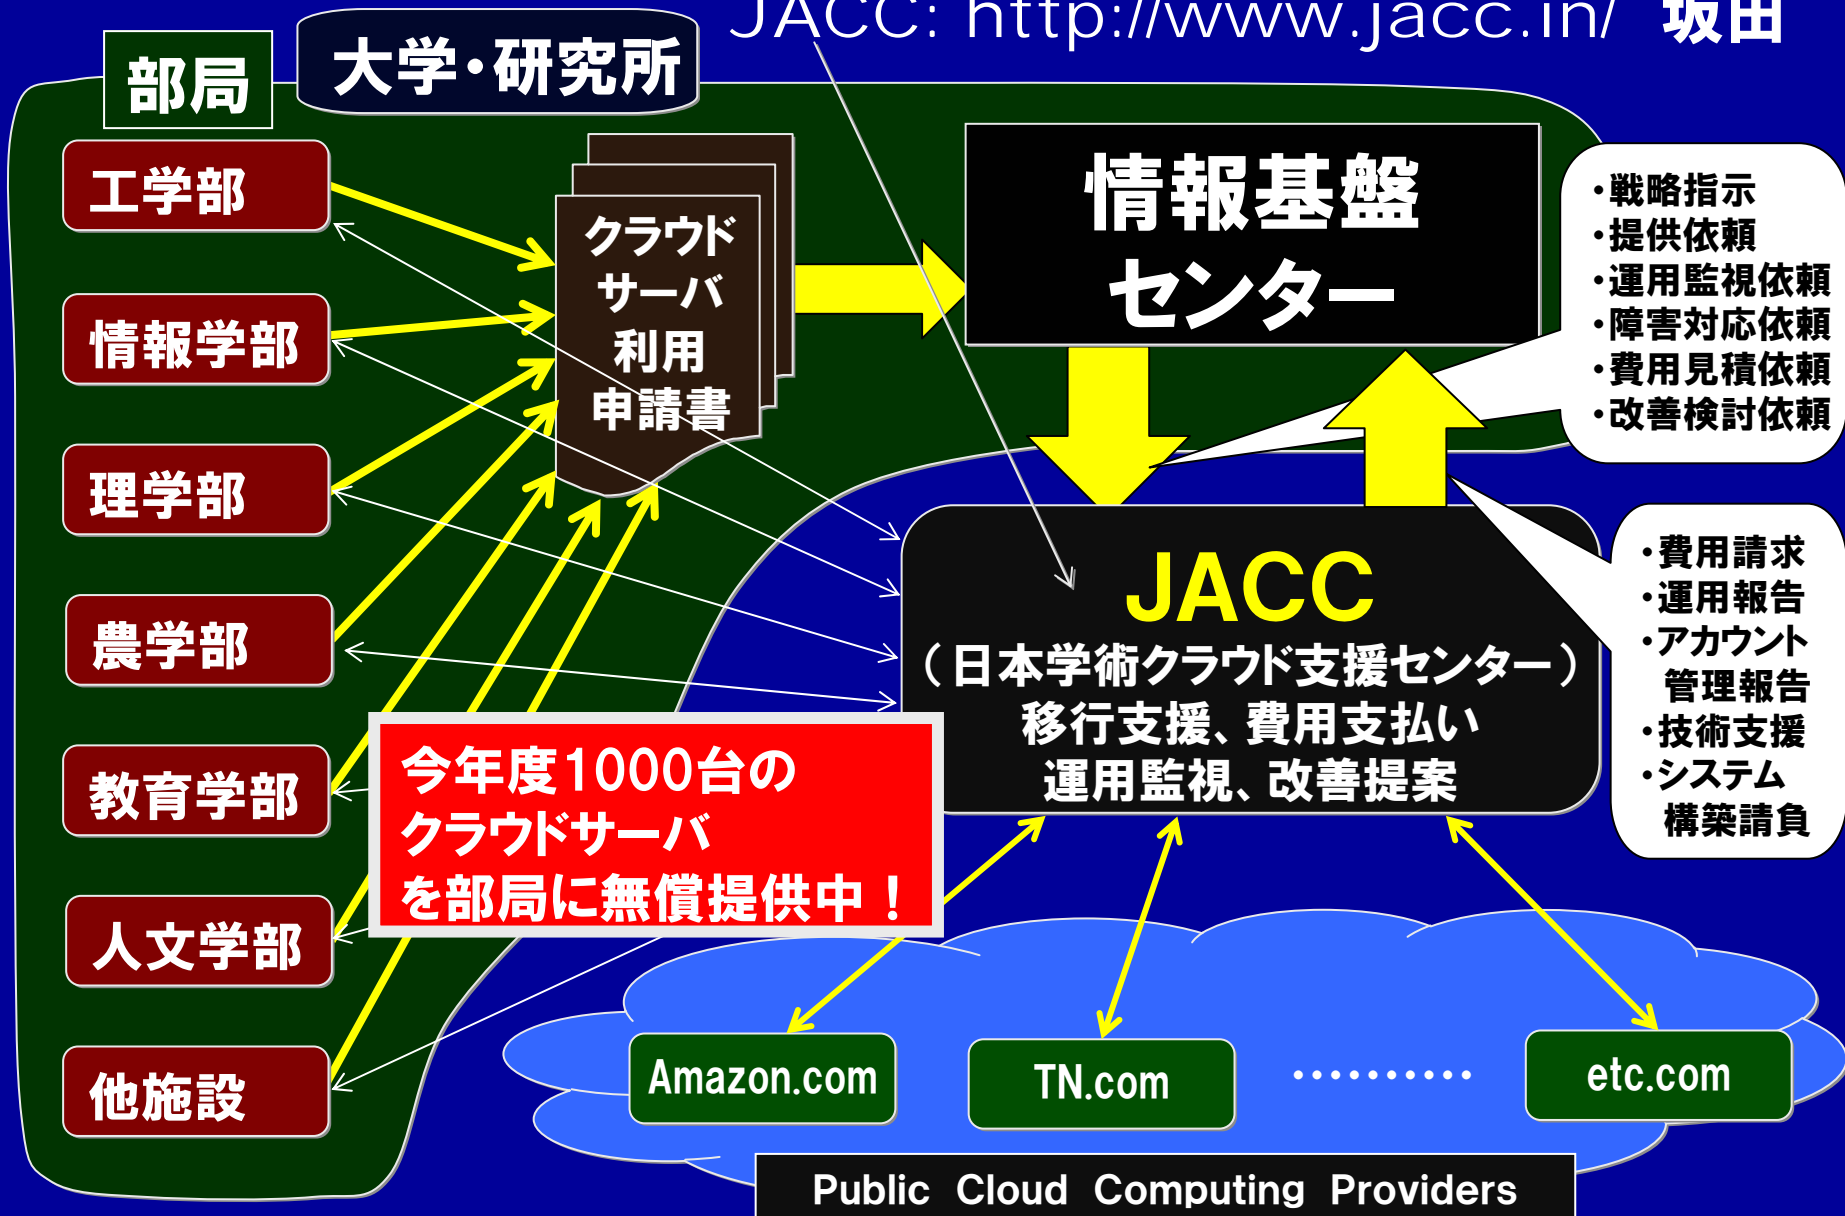 JACC: http://www.jacc.in/ 坂田
大学・研究所
部局
工学部
情報学部
理学部
農学部
教育学部
人文学部
他施設
クラウド
サーバ
利用
申請書
情報基盤
センター
・戦略指示
・提供依頼
・運用監視依頼
・障害対応依頼
・費用見積依頼
・改善検討依頼
JACC
（日本学術クラウド支援センター）
移行支援、費用支払い
運用監視、改善提案
・費用請求
・運用報告
・アカウント
管理報告
・技術支援
・システム
構築請負
今年度1000台の
クラウドサーバ
を部局に無償提供中！
Amazon.com
TN.com
··········
etc.com
Public Cloud Computing Providers